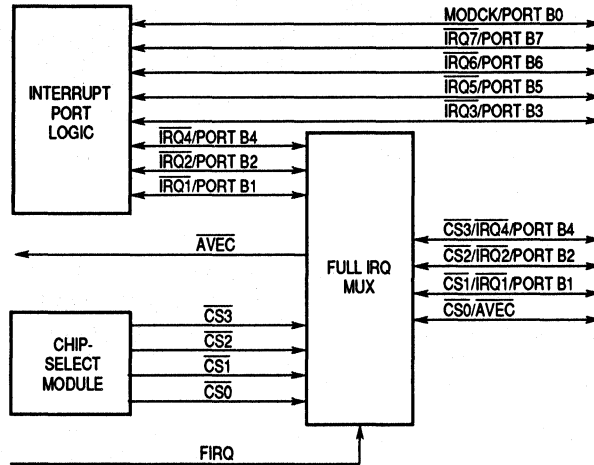 MODCK/PORT B0
IRQ7/PORT B7
IRQ6/PORT B6
IRQ5/PORT B5
IRQ3/PORT B3
INTERRUPT
PORT
LOGIC
IRQ4/PORT B4
IRQ2/PORT B2
IRQ1/PORT B1
AVEC
FULL IRQ
MUX
CS3/IRQ4/PORT B4
CS2/IRQ2/PORT B2
CS1/IRQ1/PORT B1
CS0/AVEC
CHIP-
SELECT
MODULE
CS3
CS2
CS1
CS0
FIRQ